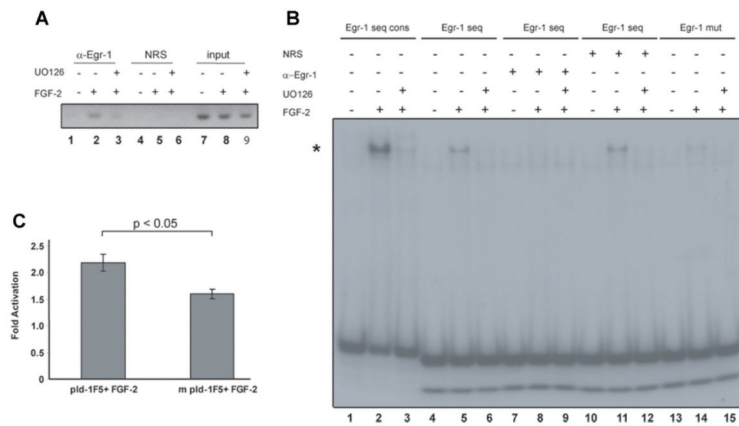 A
α-Egr-1 NRS input
UO126 - - + - - + - - +
FGF-2 - + + - + + - + +
1 2 3 4 5 6 7 8 9
B
Egr-1 seq cons Egr-1 seq Egr-1 seq Egr-1 seq Egr-1 mut
NRS - - - - - - - - - + + + - - -
α-Egr-1 - - - - - - + + + - - - - - -
UO126 - - + - - + - - + - - + - - +
FGF-2 - + + - + + - + + - + + - + +
*
1 2 3 4 5 6 7 8 9 10 11 12 13 14 15
C
p < 0.05
Fold Activation
2.5
2.0
1.5
1.0
0.5
0
pld-1F5+ FGF-2 m pld-1F5+ FGF-2